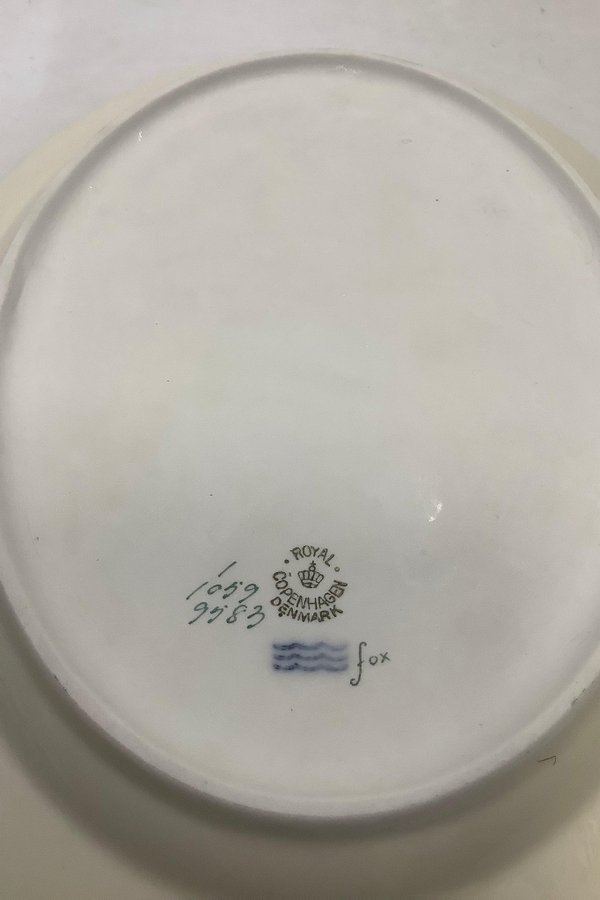 ROYAL
COPENHAGEN
DENMARK
1
1059
9583
fox